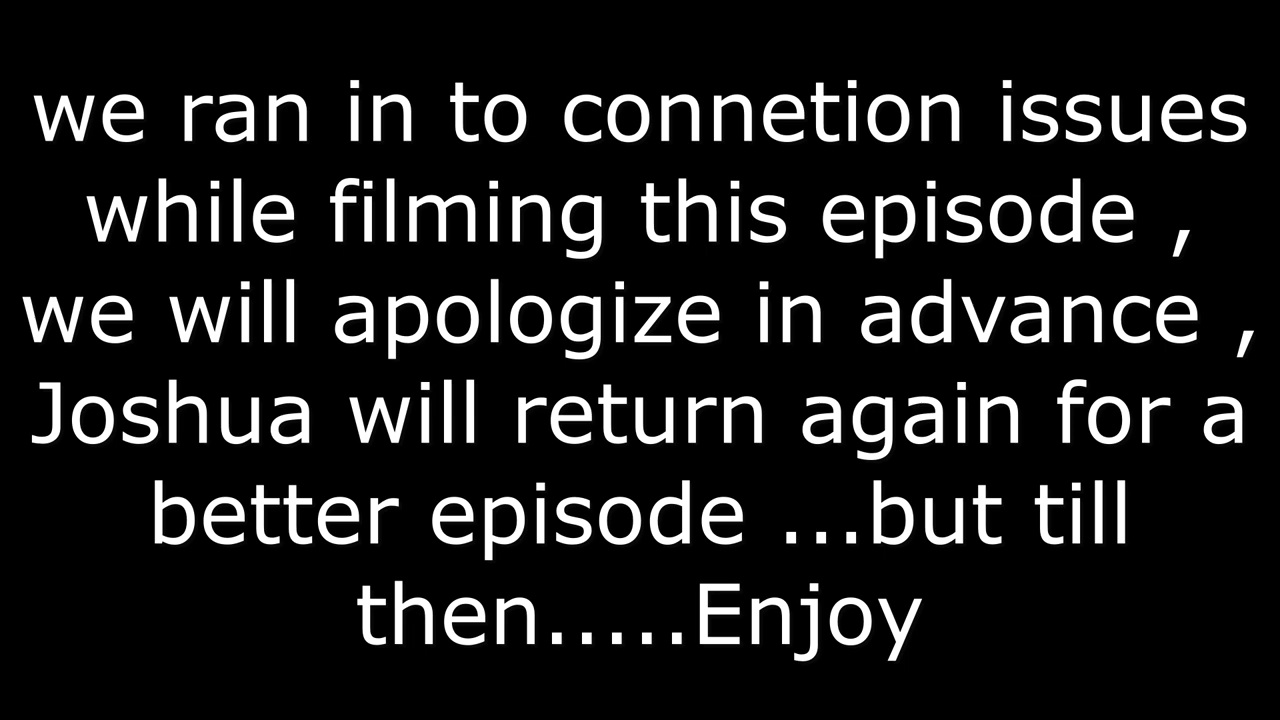 we ran in to connetion issues
while filming this episode ,
we will apologize in advance ,
Joshua will return again for a
better episode ...but till
then.....Enjoy